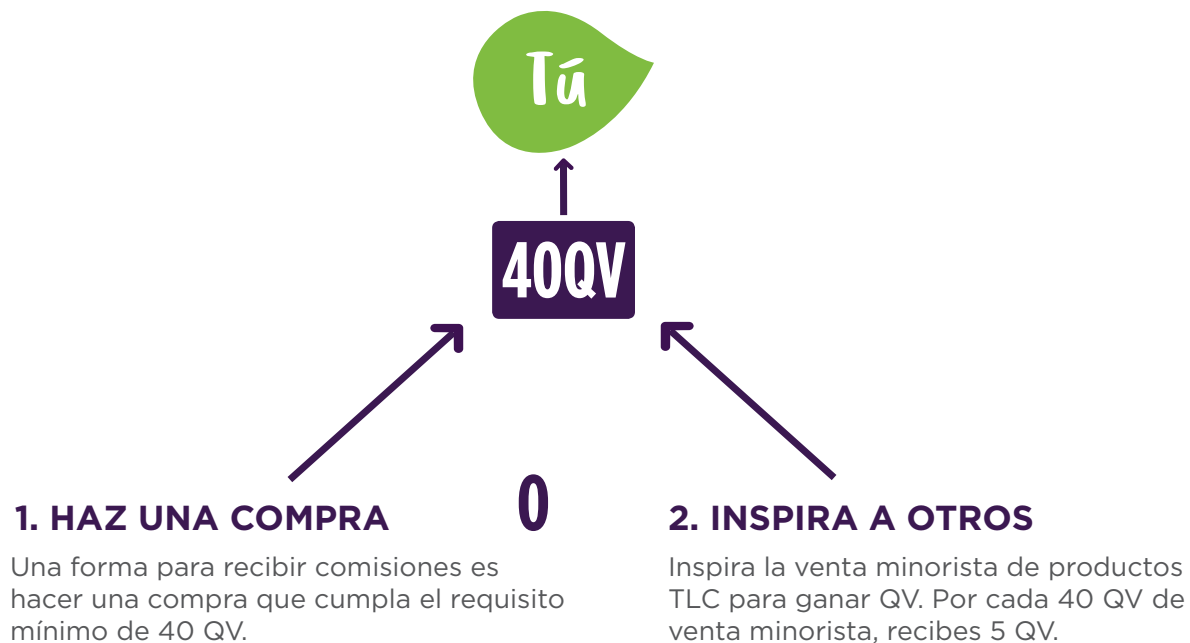 Tú
40QV
1. HAZ UNA COMPRA
Una forma para recibir comisiones es
hacer una compra que cumpla el requisito
mínimo de 40 QV.
O
2. INSPIRA A OTROS
Inspira la venta minorista de productos
TLC para ganar QV. Por cada 40 QV de
venta minorista, recibes 5 QV.